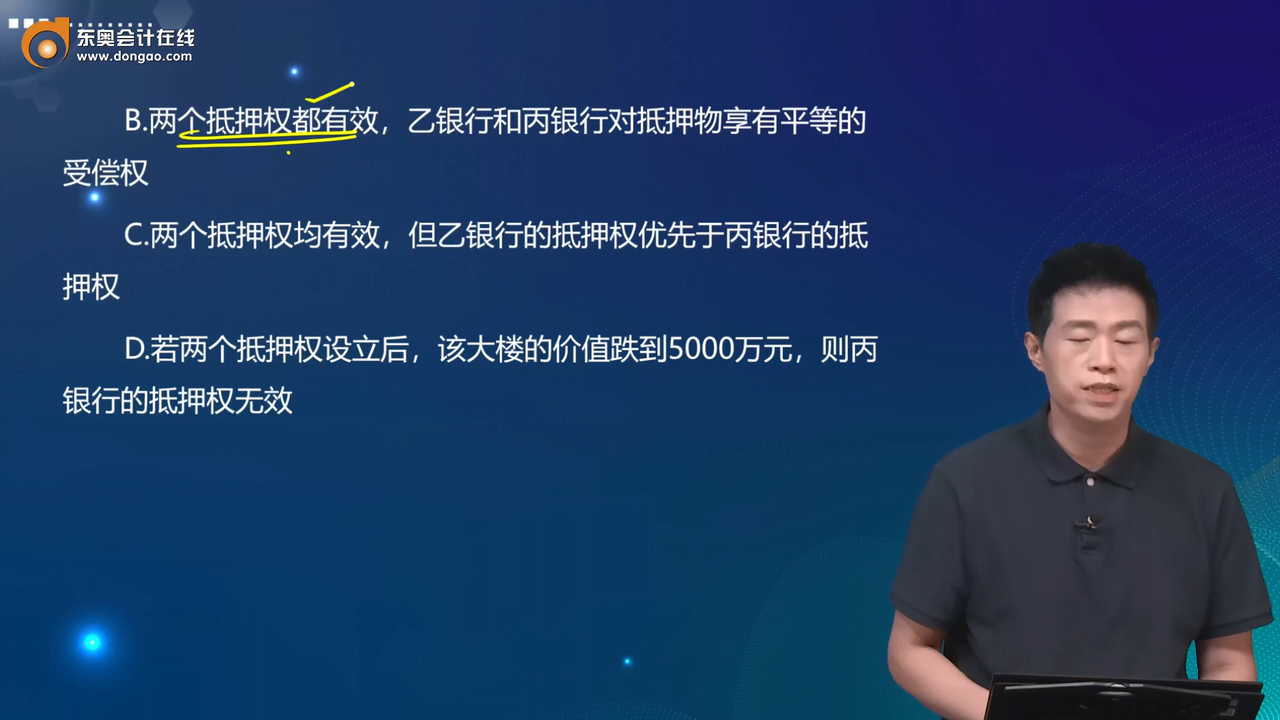 东奥会计在线
www.dongao.com
B.两个抵押权都有效，乙银行和丙银行对抵押物享有平等的
受偿权
C.两个抵押权均有效，但乙银行的抵押权优先于丙银行的抵
押权
D.若两个抵押权设立后，该大楼的价值跌到5000万元，则丙
银行的抵押权无效